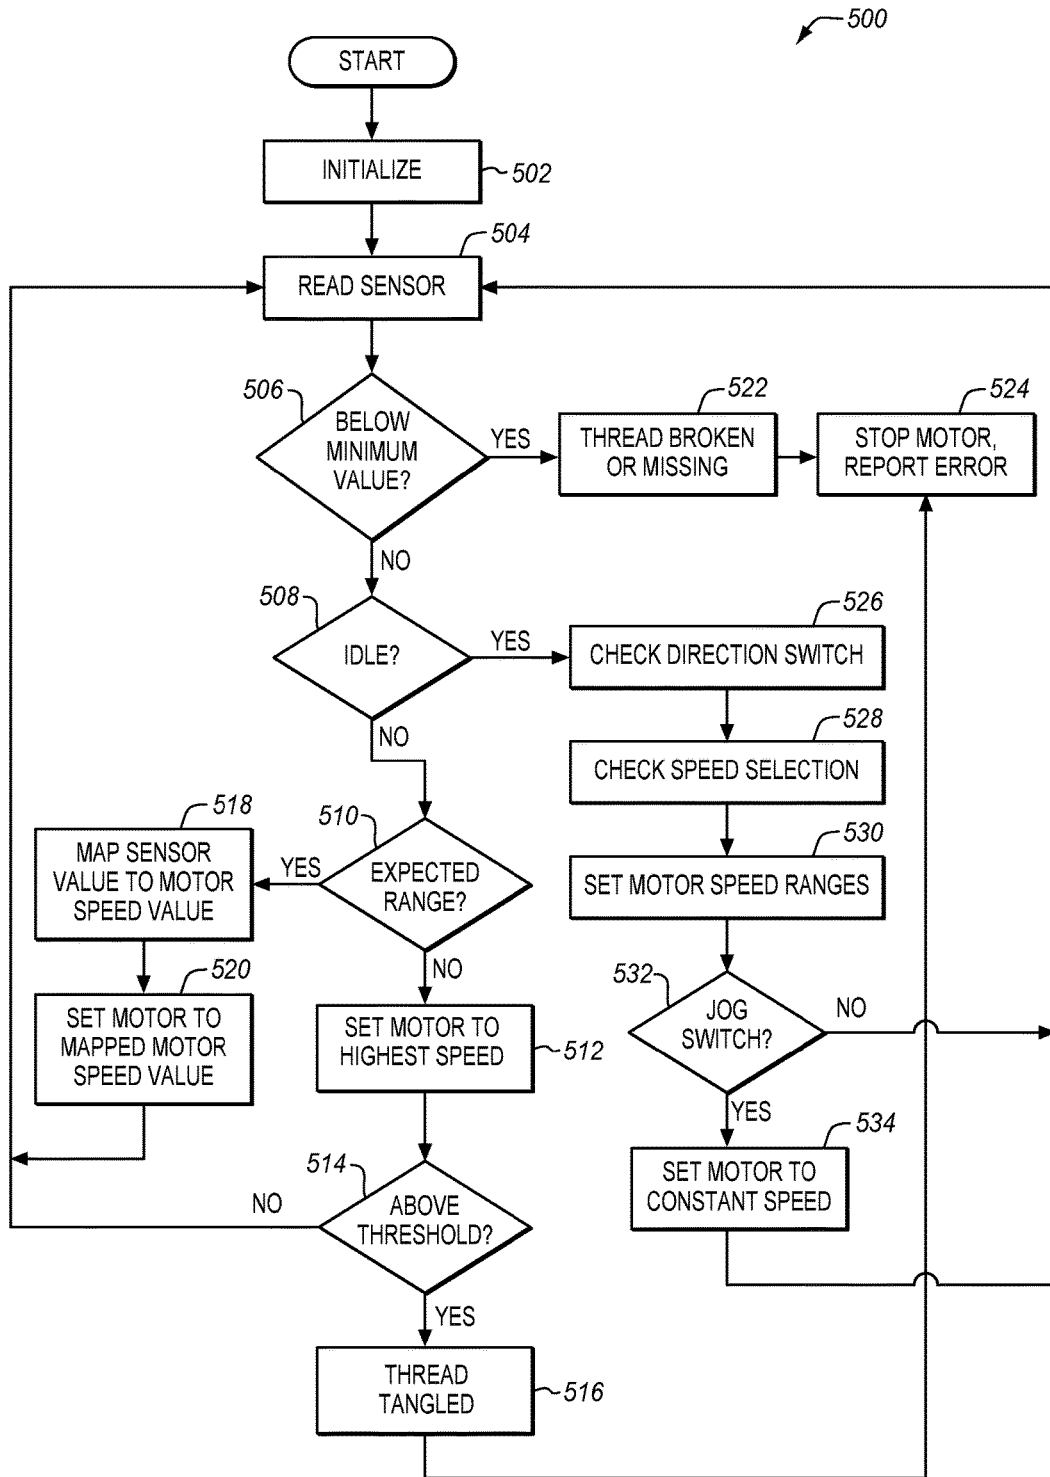 500
START
INITIALIZE
502
504
READ SENSOR
506
BELOW
MINIMUM
VALUE?
YES
522
THREAD BROKEN
OR MISSING
524
STOP MOTOR,
REPORT ERROR
NO
508
IDLE?
YES
526
CHECK DIRECTION SWITCH
NO
528
CHECK SPEED SELECTION
518
MAP SENSOR
VALUE TO MOTOR
SPEED VALUE
YES
510
EXPECTED
RANGE?
530
SET MOTOR SPEED RANGES
NO
520
SET MOTOR TO
MAPPED MOTOR
SPEED VALUE
SET MOTOR TO
HIGHEST SPEED
512
532
JOG
SWITCH?
NO
YES
534
SET MOTOR TO
CONSTANT SPEED
514
ABOVE
THRESHOLD?
NO
YES
THREAD
TANGLED
516